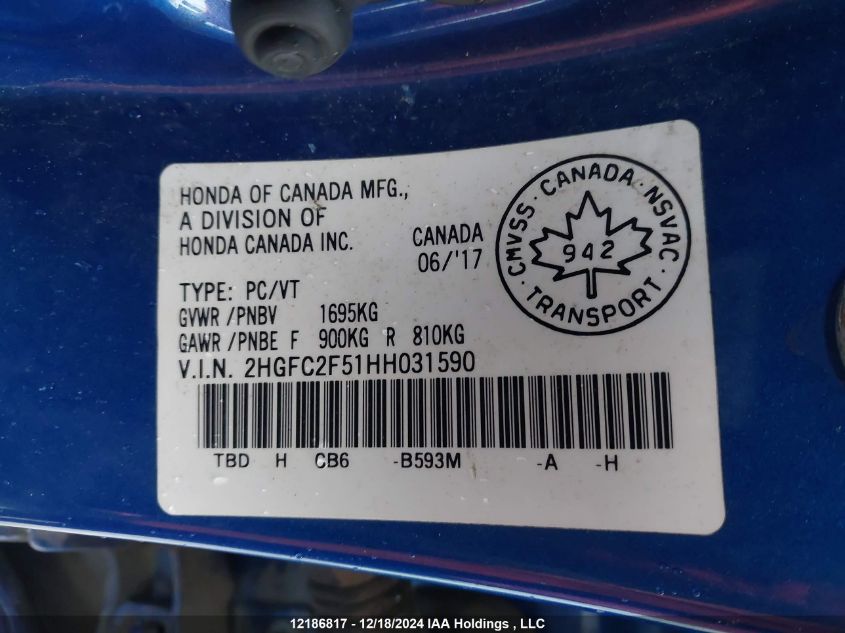 HONDA OF CANADA MFG.,
A DIVISION OF
HONDA CANADA INC.
CANADA
06/'17
CMVSS · CANADA · NSVAC
942
· TRANSPORT ·
TYPE: PC/VT
GVWR /PNBV 1695KG
GAWR /PNBE F 900KG R 810KG
V.I.N. 2HGFC2F51HH031590
TBD H CB6 -B593M -A -H
12186817 - 12/18/2024 IAA Holdings , LLC